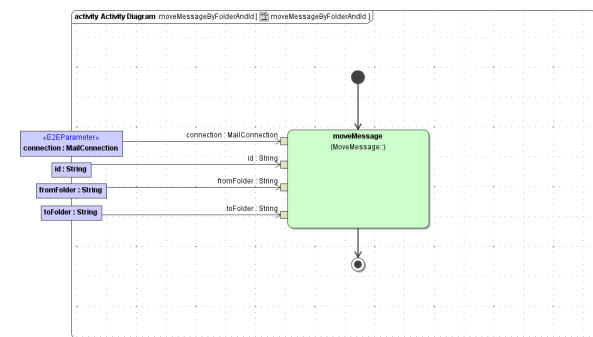 activity Activity Diagram moveMessageByFolderAndId [ moveMessageByFolderAndId ]
«E2EParameter»
connection : MailConnection
connection : MailConnection
moveMessage
(MoveMessage::)
id : String
id : String
fromFolder : String
fromFolder : String
toFolder : String
toFolder : String